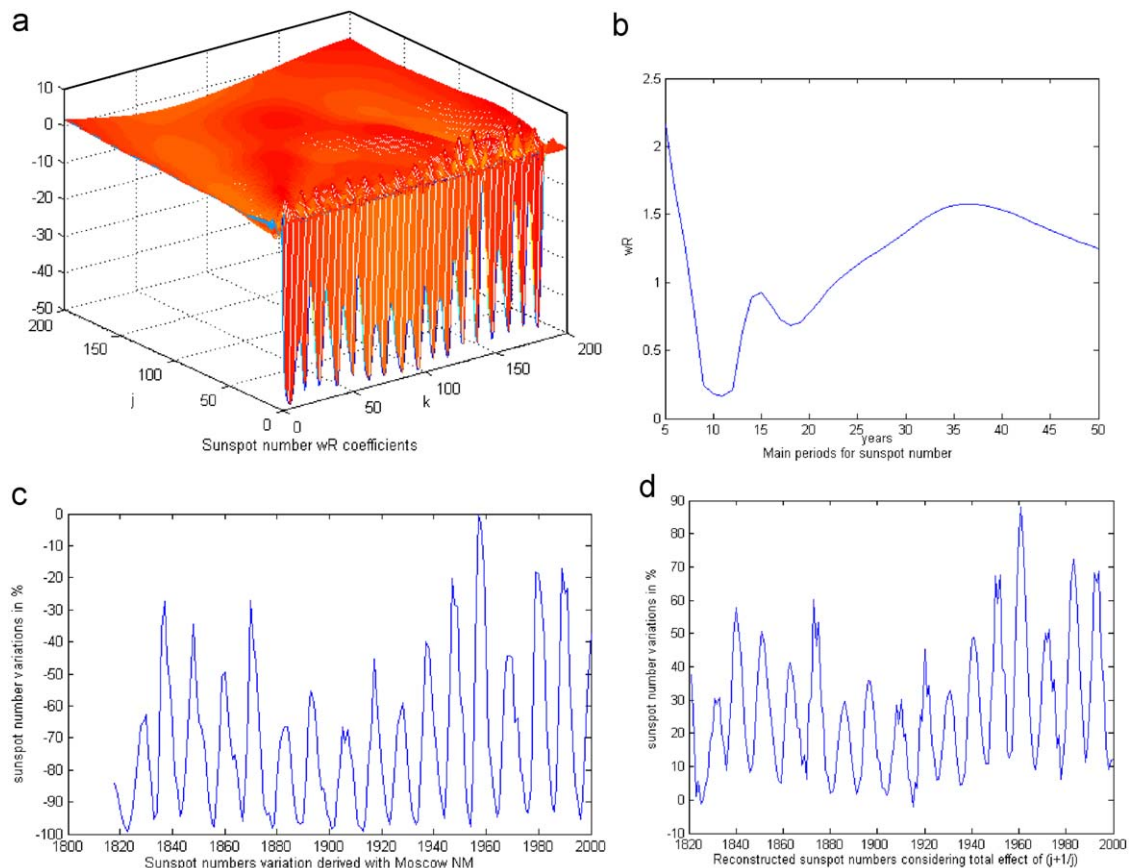 a
10
0
-10
-20
-30
-40
-50
200
150
100
50
0
j
0
50
100
150
200
k
Sunspot number wR coefficients
b
2.5
2
1.5
1
0.5
0
wR
5 10 15 20 25 30 35 40 45 50
years
Main periods for sunspot number
c
0
-10
-20
-30
-40
-50
-60
-70
-80
-90
-100
sunspot number variations in %
1800 1820 1840 1860 1880 1900 1920 1940 1960 1980 2000
Sunspot numbers variation derived with Moscow NM
d
90
80
70
60
50
40
30
20
10
0
-10
sunspot number variations in %
1820 1840 1860 1880 1900 1920 1940 1960 1980 2000
Reconstructed sunspot numbers considering total effect of (j+1/j)